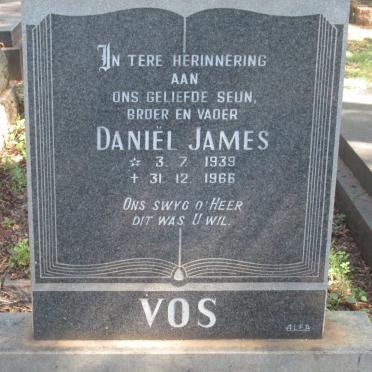 In tere herinnering
aan
ons geliefde seun,
broer en vader
Daniël James
☆ 3. 7. 1939
✝ 31. 12. 1966
Ons swyg o' Heer
dit was U wil.
VOS
ALFA